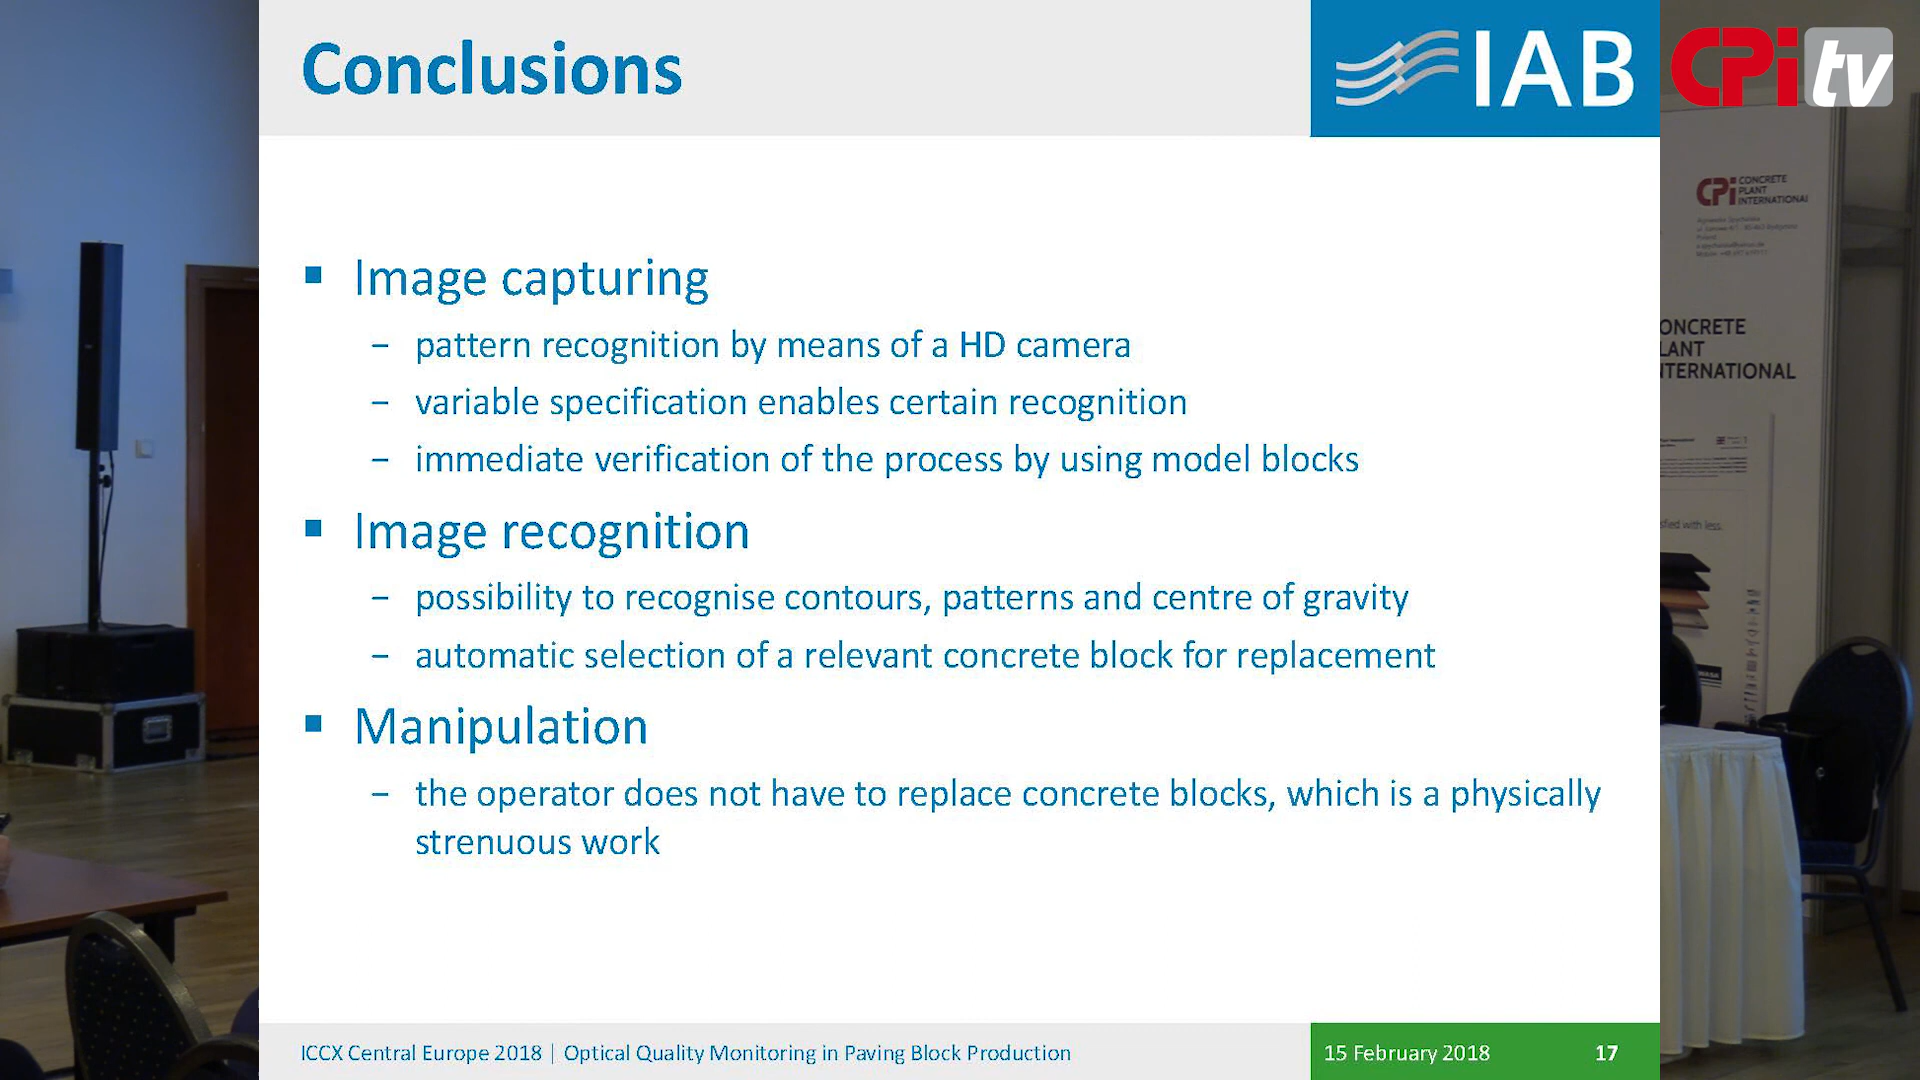 Conclusions
IAB
CPi tv
CPi CONCRETE
PLANT
INTERNATIONAL
ONCRETE
LANT
TERNATIONAL
▪ Image capturing
− pattern recognition by means of a HD camera
− variable specification enables certain recognition
− immediate verification of the process by using model blocks
▪ Image recognition
− possibility to recognise contours, patterns and centre of gravity
− automatic selection of a relevant concrete block for replacement
▪ Manipulation
− the operator does not have to replace concrete blocks, which is a physically
strenuous work
with less.
ICCX Central Europe 2018 | Optical Quality Monitoring in Paving Block Production
15 February 2018
17